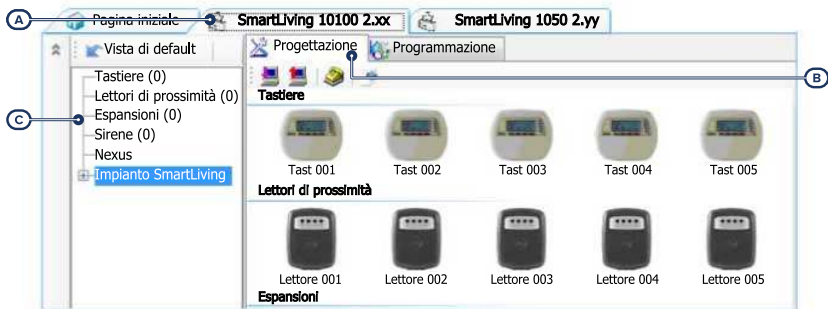 A
Pagina iniziale
SmartLiving 10100 2.xx
SmartLiving 1050 2.yy
Vista di default
Progettazione
Programmazione
B
Tastiere (0)
Lettori di prossimità (0)
Espansioni (0)
Sirene (0)
Nexus
Impianto SmartLiving
C
Tastiere
Tast 001
Tast 002
Tast 003
Tast 004
Tast 005
Lettori di prossimità
Lettore 001
Lettore 002
Lettore 003
Lettore 004
Lettore 005
Espansioni